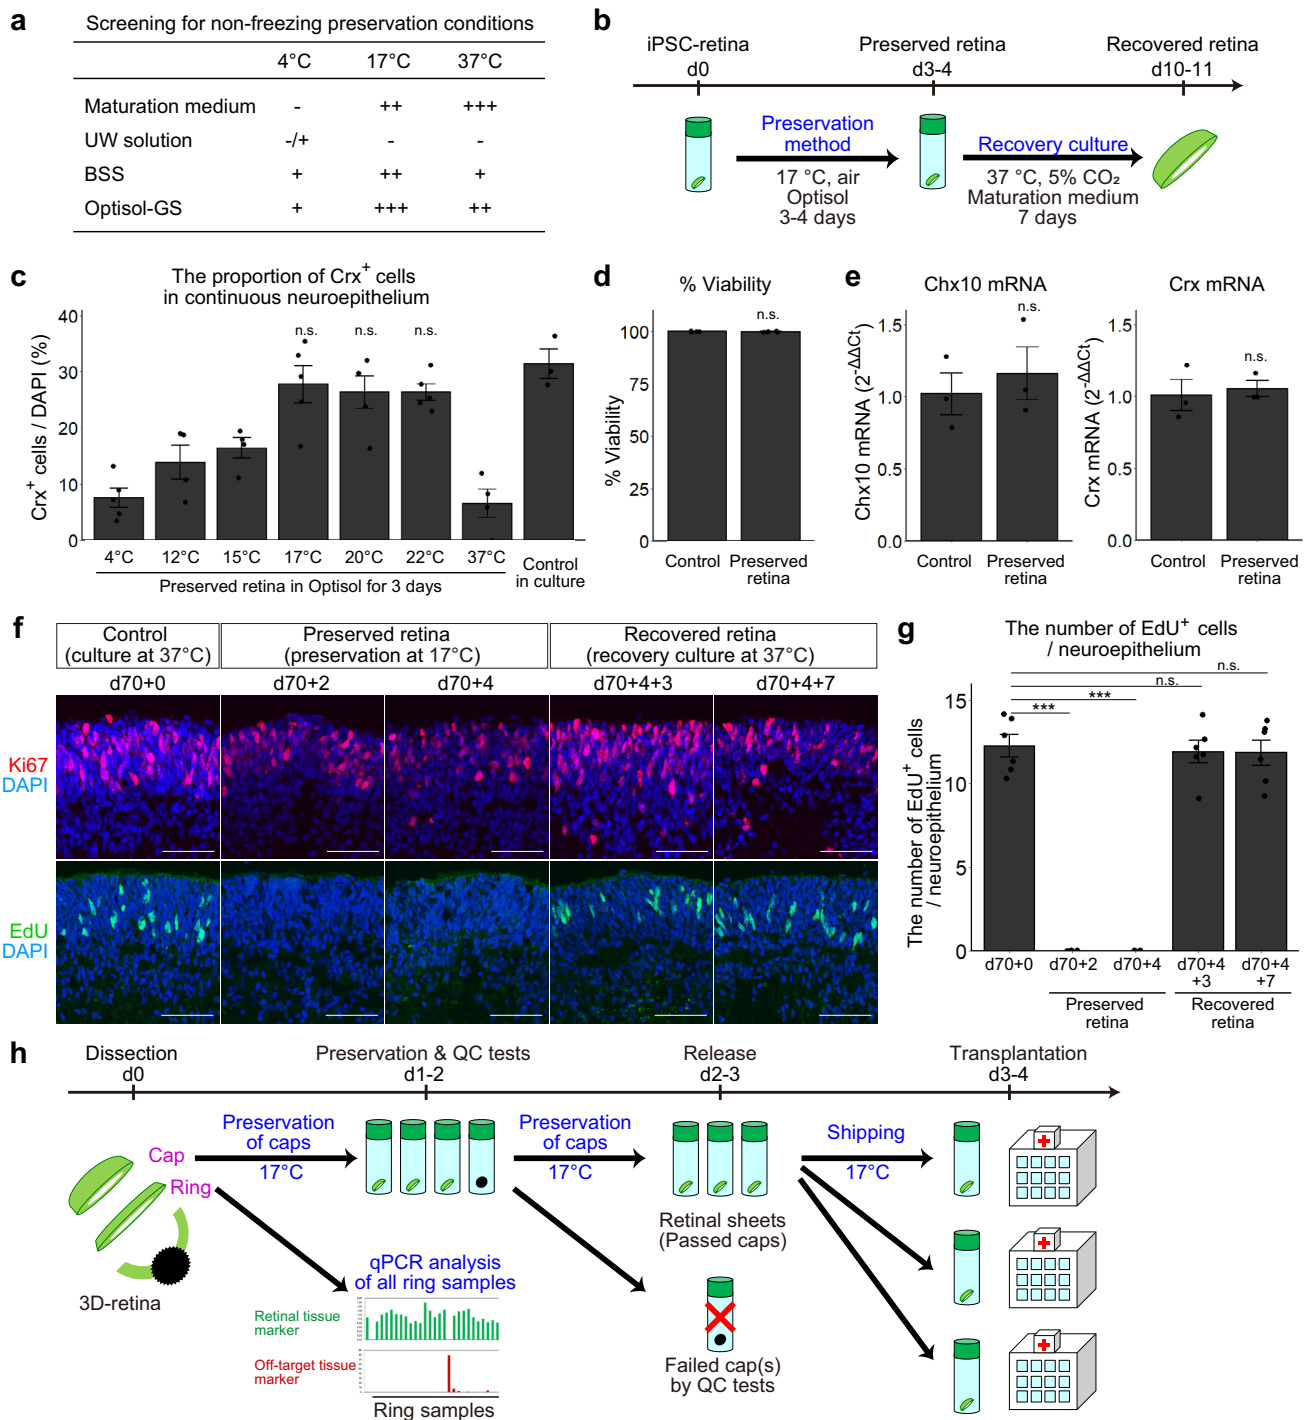 a
Screening for non-freezing preservation conditions
4°C 17°C 37°C
Maturation medium - ++ +++
UW solution -/+ - -
BSS + ++ +
Optisol-GS + +++ ++
b
iPSC-retina Preserved retina Recovered retina
d0 d3-4 d10-11
Preservation
method
17 °C, air
Optisol
3-4 days
Recovery culture
37 °C, 5% CO₂
Maturation medium
7 days
c
The proportion of Crx⁺ cells
in continuous neuroepithelium
Crx⁺ cells / DAPI (%)
40
30
20
10
0
n.s. n.s. n.s.
4°C 12°C 15°C 17°C 20°C 22°C 37°C Control
in culture
Preserved retina in Optisol for 3 days
d
% Viability
% Viability
100
75
50
25
0
n.s.
Control Preserved
retina
e
Chx10 mRNA
Chx10 mRNA (2^-ΔΔCt)
1.5
1.0
0.5
0.0
n.s.
Control Preserved
retina
Crx mRNA
Crx mRNA (2^-ΔΔCt)
1.5
1.0
0.5
0.0
n.s.
Control Preserved
retina
f
Control
(culture at 37°C)
Preserved retina
(preservation at 17°C)
Recovered retina
(recovery culture at 37°C)
d70+0 d70+2 d70+4 d70+4+3 d70+4+7
Ki67
DAPI
EdU
DAPI
g
The number of EdU⁺ cells
/ neuroepithelium
The number of EdU⁺ cells
/ neuroepithelium
15
10
5
0
n.s.
n.s.
***
***
d70+0 d70+2 d70+4 d70+4
+3
d70+4
+7
Preserved
retina
Recovered
retina
h
Dissection Preservation & QC tests Release Transplantation
d0 d1-2 d2-3 d3-4
Cap
Ring
3D-retina
Preservation
of caps
17°C
Preservation
of caps
17°C
Shipping
17°C
Retinal sheets
(Passed caps)
qPCR analysis
of all ring samples
Retinal tissue
marker
Off-target tissue
marker
Ring samples
Failed cap(s)
by QC tests